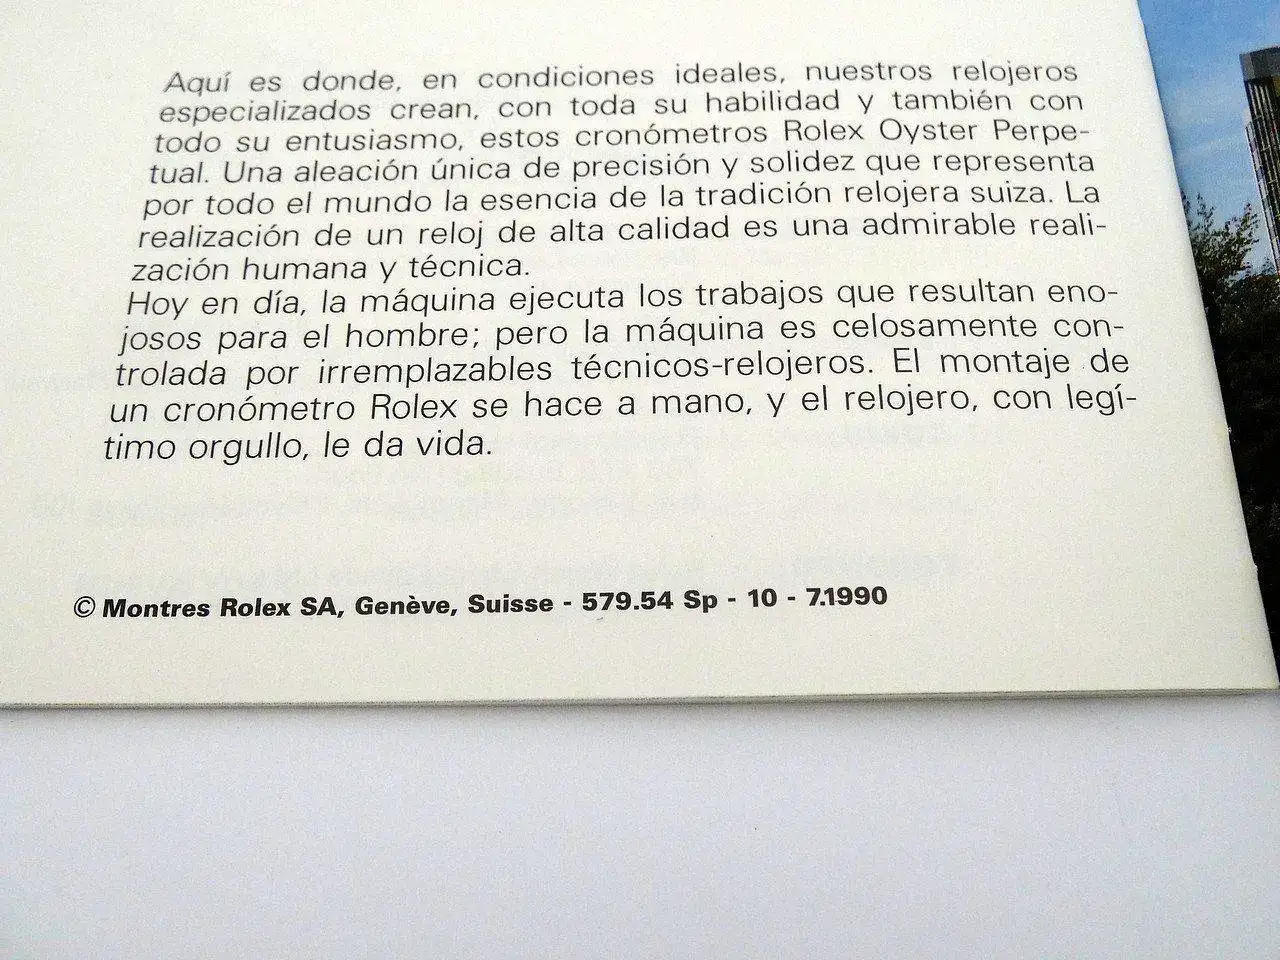 Aquí es donde, en condiciones ideales, nuestros relojeros
especializados crean, con toda su habilidad y también con
todo su entusiasmo, estos cronómetros Rolex Oyster Perpe-
tual. Una aleación única de precisión y solidez que representa
por todo el mundo la esencia de la tradición relojera suiza. La
realización de un reloj de alta calidad es una admirable reali-
zación humana y técnica.
Hoy en día, la máquina ejecuta los trabajos que resultan eno-
josos para el hombre; pero la máquina es celosamente con-
trolada por irremplazables técnicos-relojeros. El montaje de
un cronómetro Rolex se hace a mano, y el relojero, con legí-
timo orgullo, le da vida.
© Montres Rolex SA, Genève, Suisse - 579.54 Sp - 10 - 7.1990